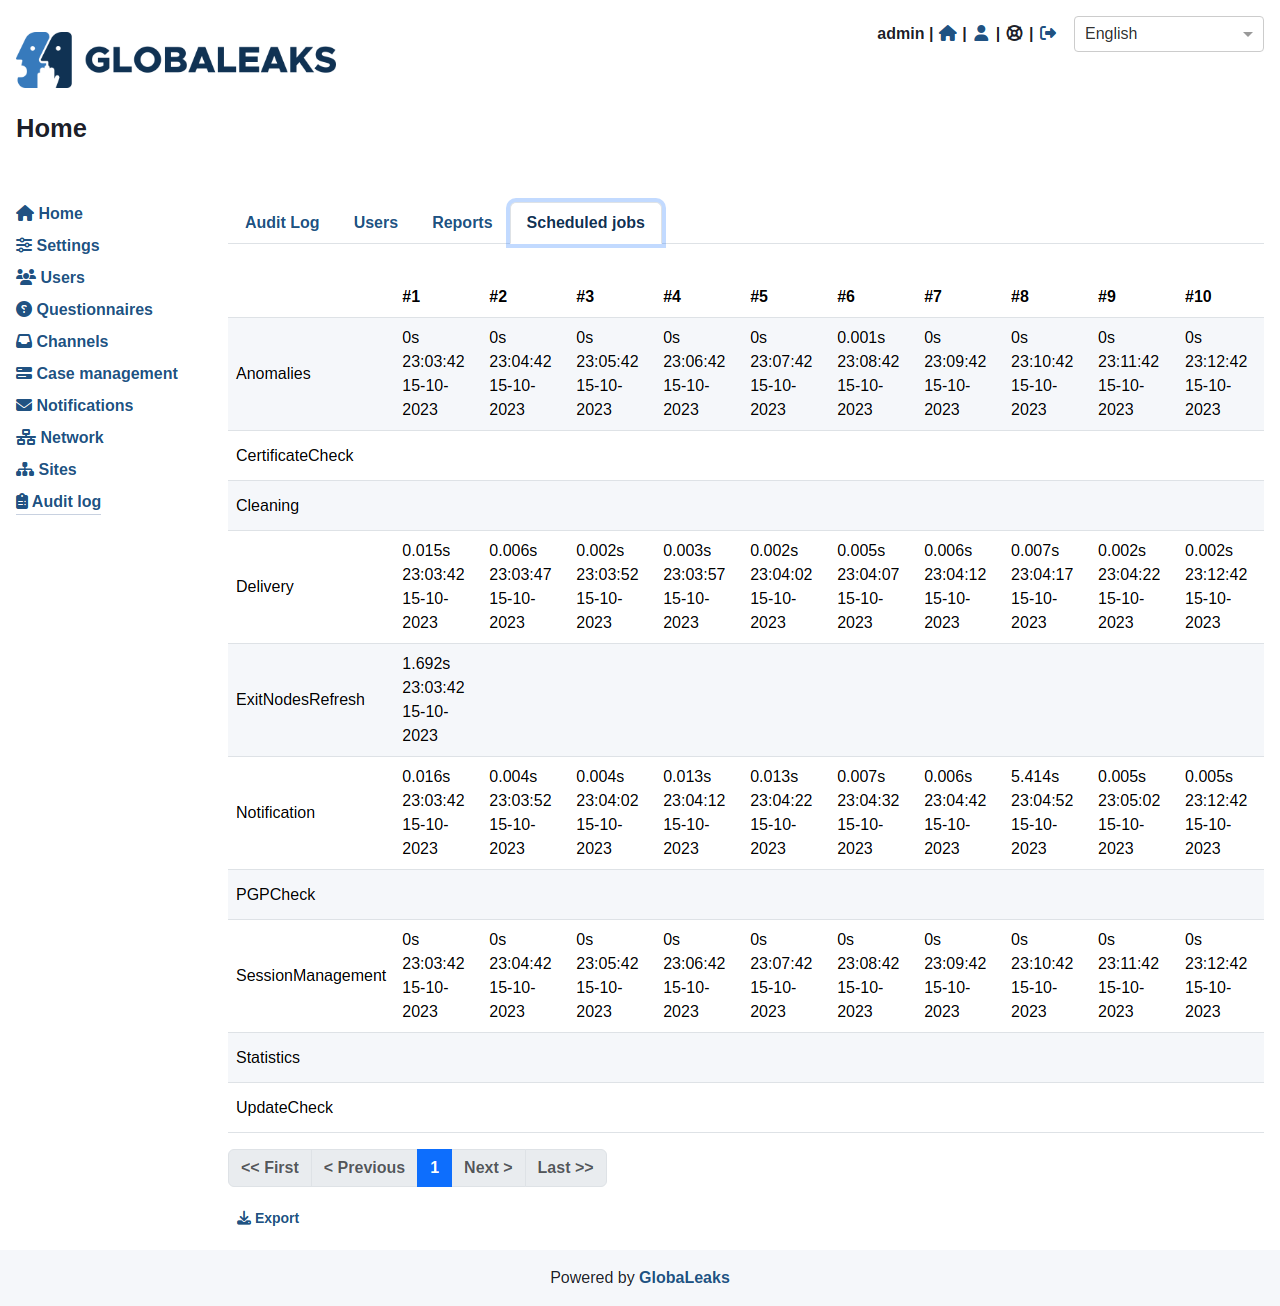 GLOBALEAKS
admin | | | | English
Home
Home
Settings
Users
Questionnaires
Channels
Case management
Notifications
Network
Sites
Audit log
Audit Log Users Reports Scheduled jobs
#1 #2 #3 #4 #5 #6 #7 #8 #9 #10
Anomalies
0s 0s 0s 0s 0s 0.001s 0s 0s 0s 0s
23:03:42 23:04:42 23:05:42 23:06:42 23:07:42 23:08:42 23:09:42 23:10:42 23:11:42 23:12:42
15-10- 15-10- 15-10- 15-10- 15-10- 15-10- 15-10- 15-10- 15-10- 15-10-
2023 2023 2023 2023 2023 2023 2023 2023 2023 2023
CertificateCheck
Cleaning
Delivery
0.015s 0.006s 0.002s 0.003s 0.002s 0.005s 0.006s 0.007s 0.002s 0.002s
23:03:42 23:03:47 23:03:52 23:03:57 23:04:02 23:04:07 23:04:12 23:04:17 23:04:22 23:12:42
15-10- 15-10- 15-10- 15-10- 15-10- 15-10- 15-10- 15-10- 15-10- 15-10-
2023 2023 2023 2023 2023 2023 2023 2023 2023 2023
ExitNodesRefresh
1.692s
23:03:42
15-10-
2023
Notification
0.016s 0.004s 0.004s 0.013s 0.013s 0.007s 0.006s 5.414s 0.005s 0.005s
23:03:42 23:03:52 23:04:02 23:04:12 23:04:22 23:04:32 23:04:42 23:04:52 23:05:02 23:12:42
15-10- 15-10- 15-10- 15-10- 15-10- 15-10- 15-10- 15-10- 15-10- 15-10-
2023 2023 2023 2023 2023 2023 2023 2023 2023 2023
PGPCheck
SessionManagement
0s 0s 0s 0s 0s 0s 0s 0s 0s 0s
23:03:42 23:04:42 23:05:42 23:06:42 23:07:42 23:08:42 23:09:42 23:10:42 23:11:42 23:12:42
15-10- 15-10- 15-10- 15-10- 15-10- 15-10- 15-10- 15-10- 15-10- 15-10-
2023 2023 2023 2023 2023 2023 2023 2023 2023 2023
Statistics
UpdateCheck
<< First < Previous 1 Next > Last >>
Export
Powered by GlobaLeaks